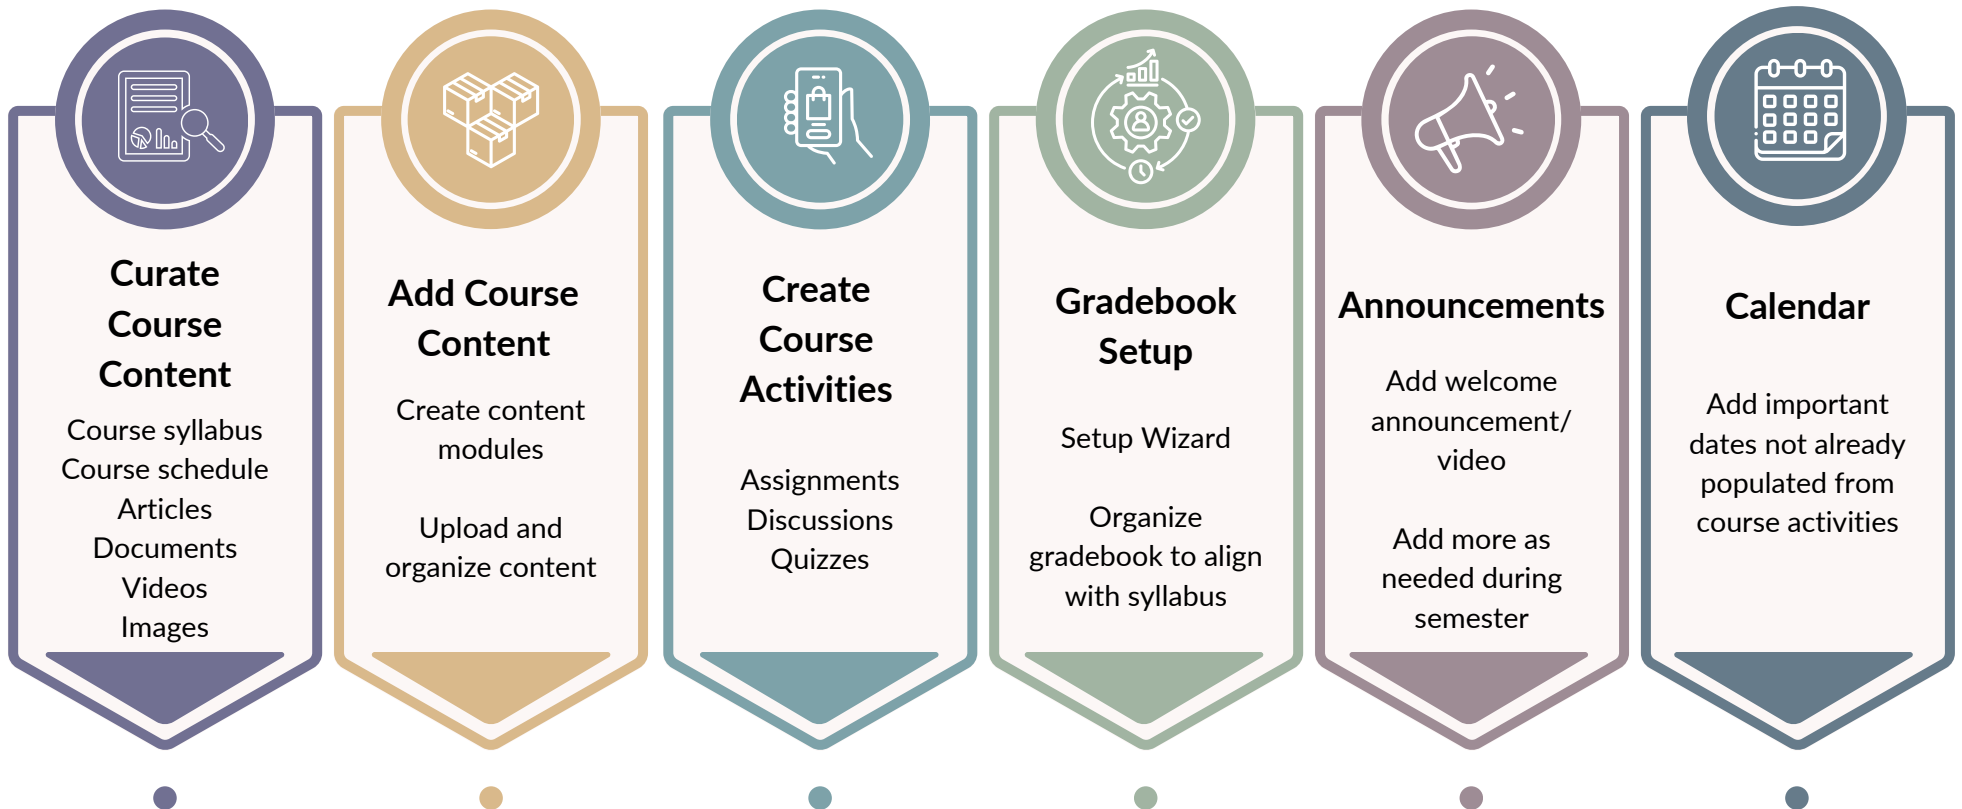 Curate
Course
Content
Course syllabus
Course schedule
Articles
Documents
Videos
Images
Add Course
Content
Create content
modules
Upload and
organize content
Create
Course
Activities
Assignments
Discussions
Quizzes
Gradebook
Setup
Setup Wizard
Organize
gradebook to align
with syllabus
Announcements
Add welcome
announcement/
video
Add more as
needed during
semester
Calendar
Add important
dates not already
populated from
course activities